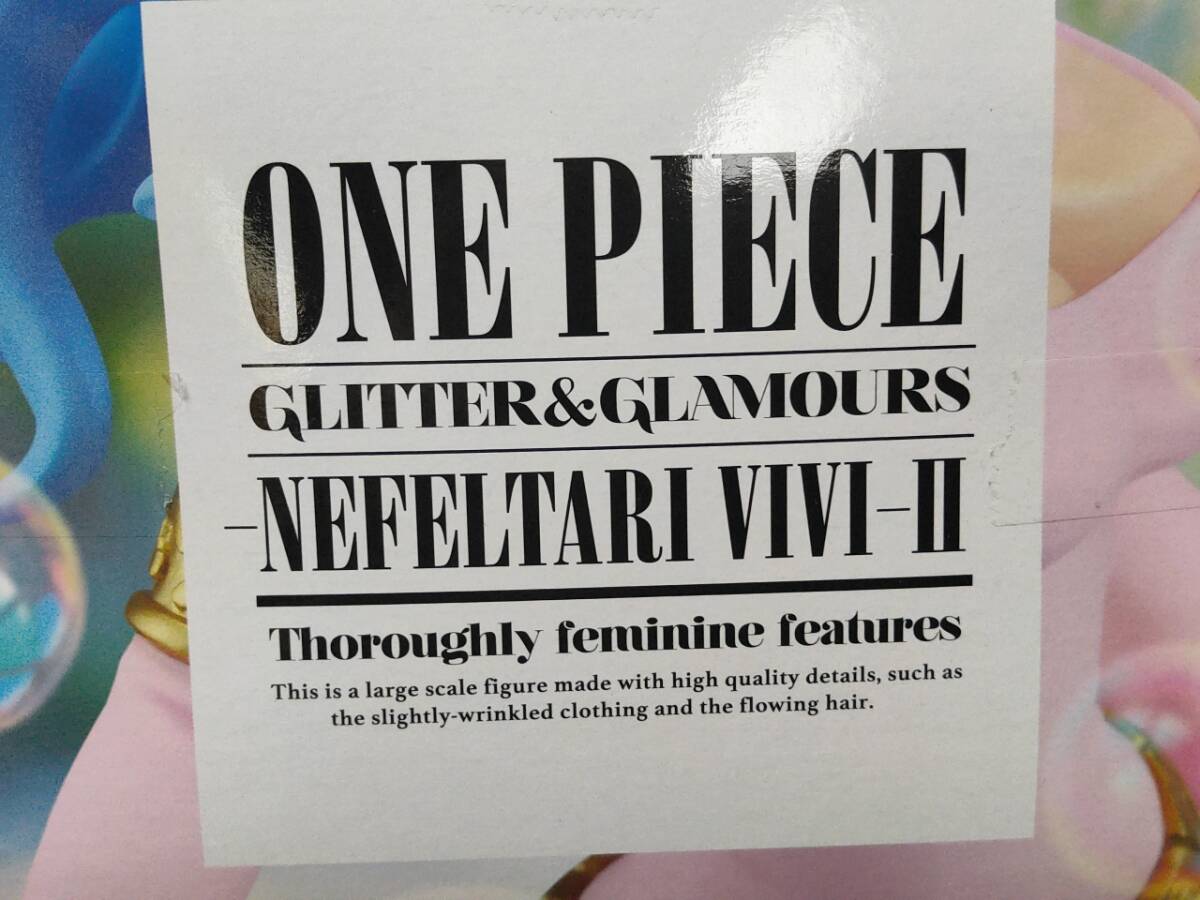 ONE PIECE
GLITTER&GLAMOURS
-NEFELTARI VIVI-II
Thoroughly feminine features
This is a large scale figure made with high quality details, such as
the slightly-wrinkled clothing and the flowing hair.